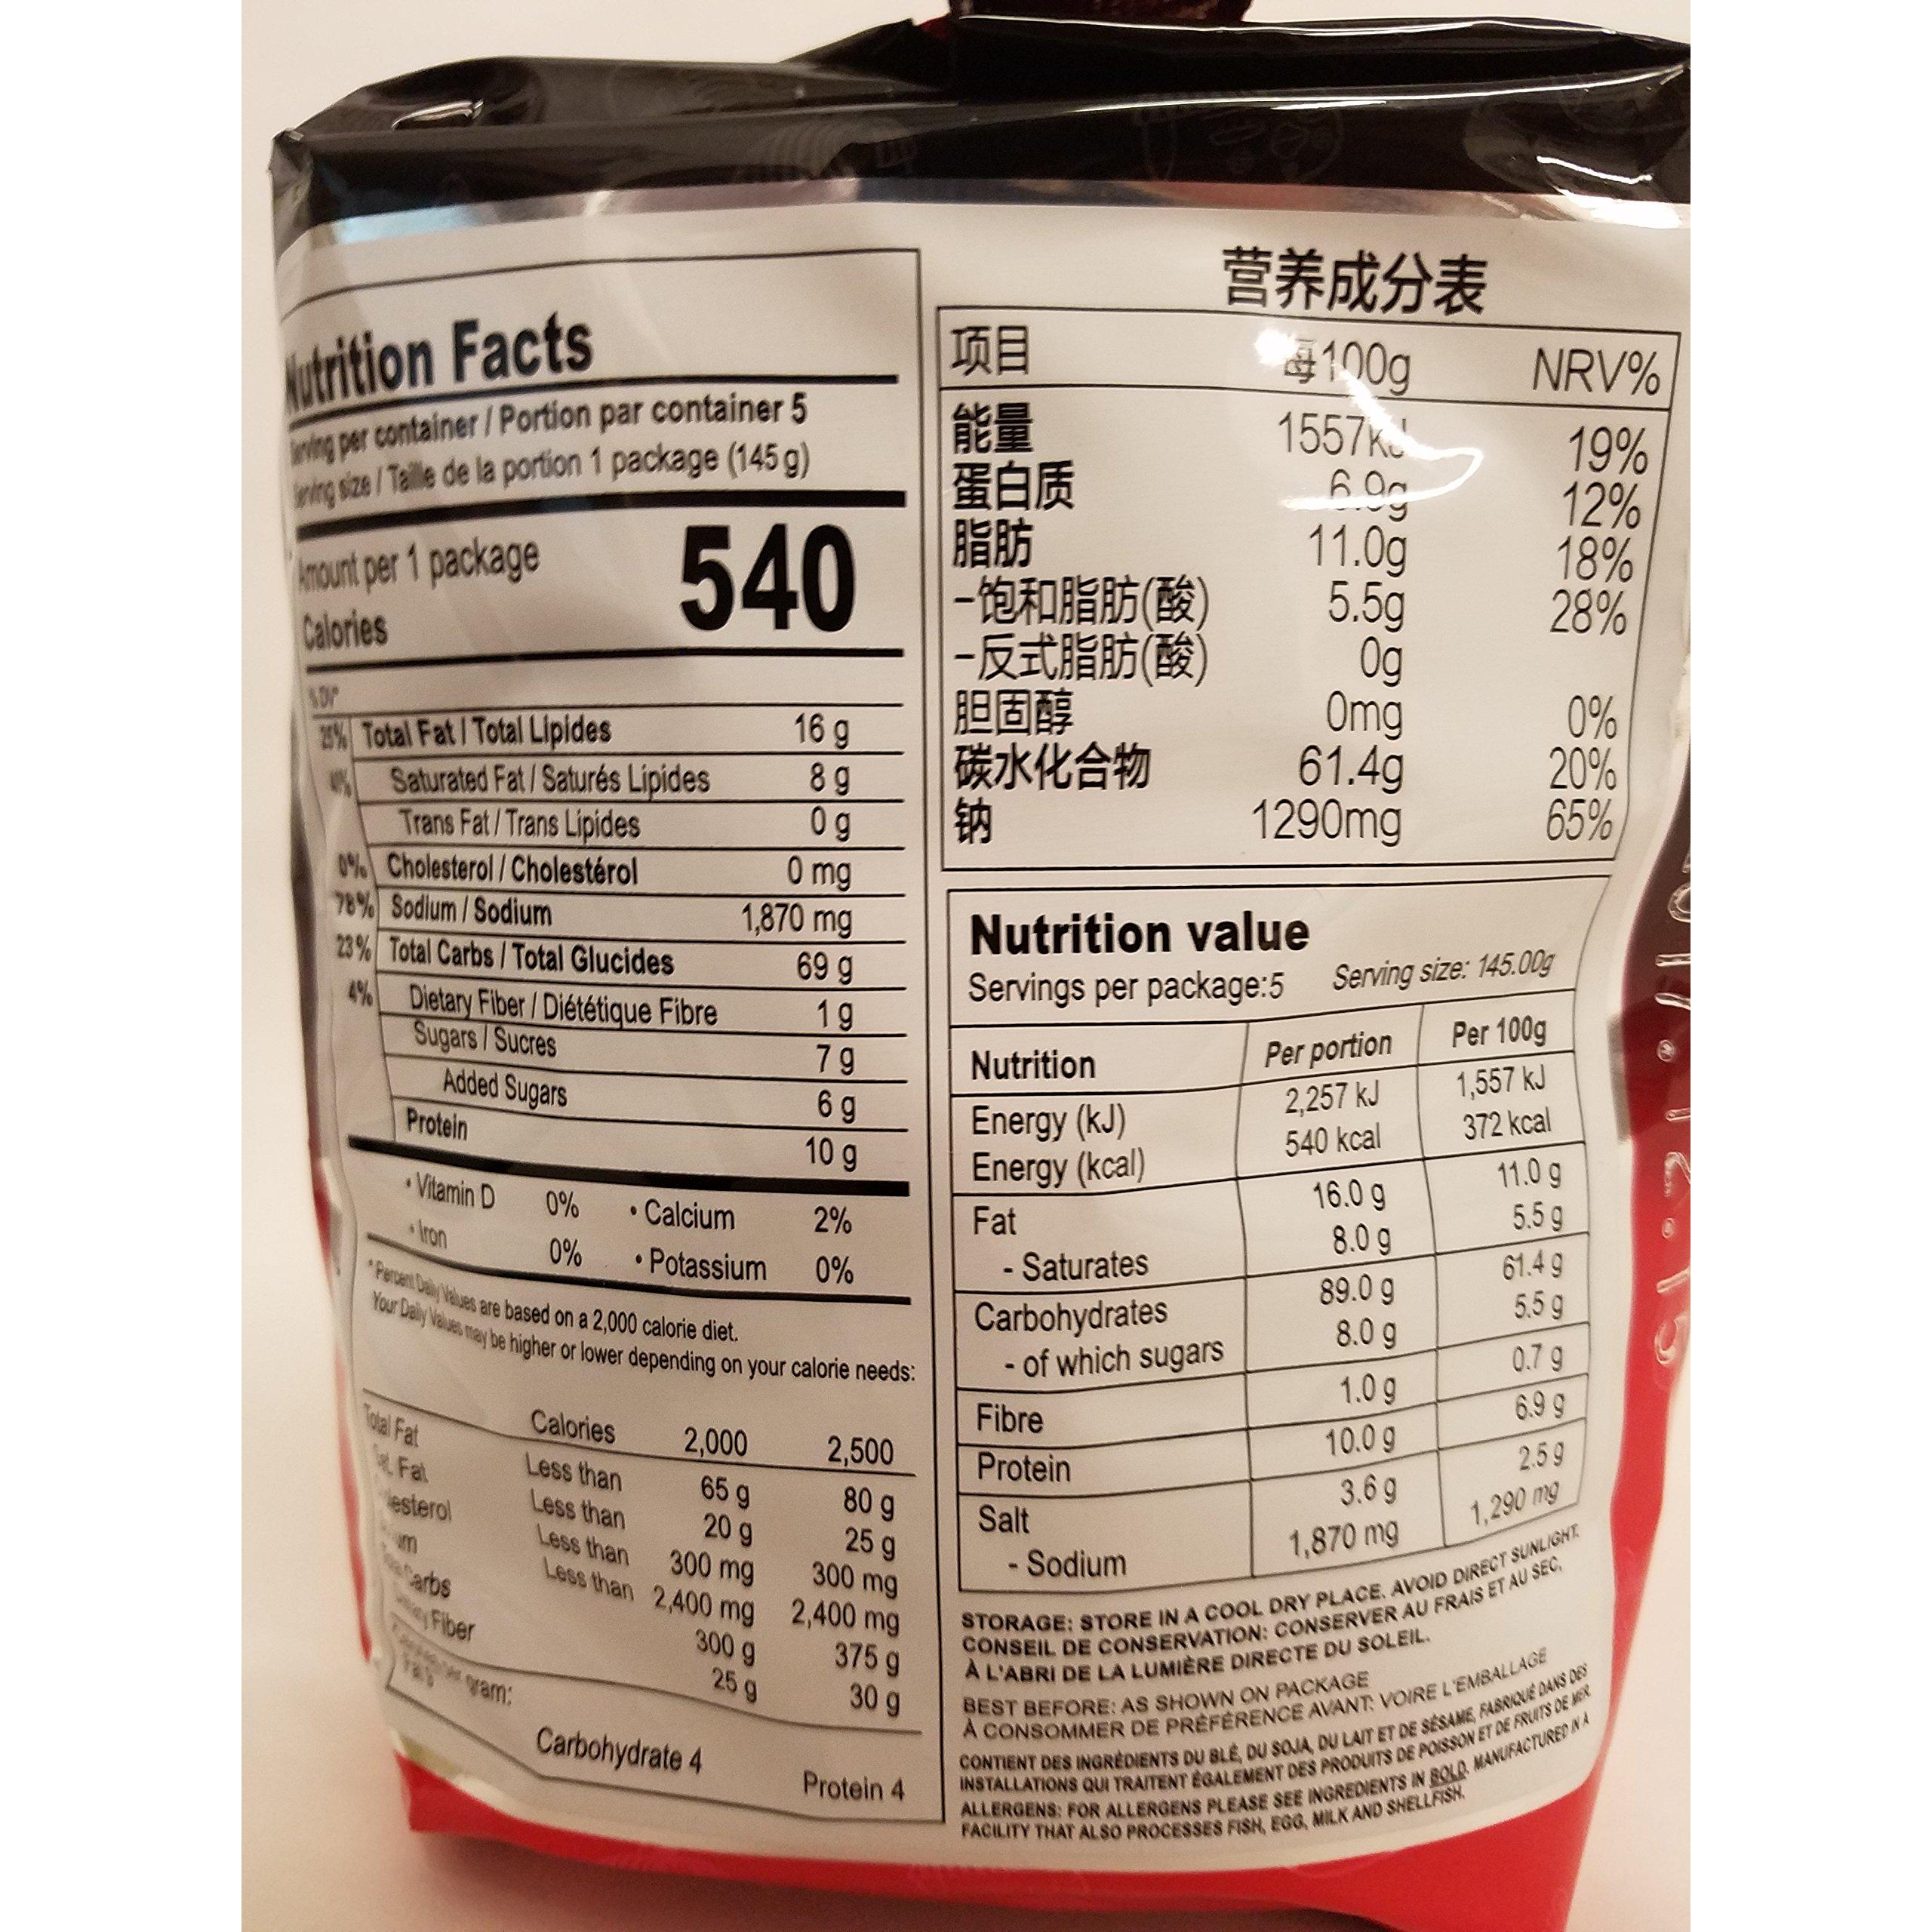 Nutrition Facts
Serving per container / Portion par container 5
Serving size / Taille de la portion 1 package (145 g)
Amount per 1 package
Calories 540
% DV*
25% Total Fat / Total Lipides 16 g
40% Saturated Fat / Saturés Lipides 8 g
Trans Fat / Trans Lipides 0 g
0% Cholesterol / Cholestérol 0 mg
78% Sodium / Sodium 1,870 mg
23% Total Carbs / Total Glucides 69 g
4% Dietary Fiber / Diététique Fibre 1 g
Sugars / Sucres 7 g
Added Sugars 6 g
Protein 10 g
• Vitamin D 0% • Calcium 2%
• Iron 0% • Potassium 0%
* Percent Daily Values are based on a 2,000 calorie diet.
Your Daily Values may be higher or lower depending on your calorie needs:
Calories 2,000 2,500
Total Fat Less than 65 g 80 g
Sat. Fat Less than 20 g 25 g
Less than 300 mg 300 mg
Less than 2,400 mg 2,400 mg
Carbs 300 g 375 g
Fiber 25 g 30 g
per gram:
Carbohydrate 4 Protein 4
营养成分表
项目 每100g NRV%
能量 1557kJ 19%
蛋白质 6.9g 12%
脂肪 11.0g 18%
-饱和脂肪(酸) 5.5g 28%
-反式脂肪(酸) 0g
胆固醇 0mg 0%
碳水化合物 61.4g 20%
钠 1290mg 65%
Nutrition value
Servings per package:5 Serving size: 145.00g
Nutrition Per portion Per 100g
Energy (kJ) 2,257 kJ 1,557 kJ
Energy (kcal) 540 kcal 372 kcal
Fat 16.0 g 11.0 g
- Saturates 8.0 g 5.5 g
Carbohydrates 89.0 g 61.4 g
- of which sugars 8.0 g 5.5 g
Fibre 1.0 g 0.7 g
Protein 10.0 g 6.9 g
Salt 3.6 g 2.5 g
- Sodium 1,870 mg 1,290 mg
STORAGE: STORE IN A COOL DRY PLACE. AVOID DIRECT SUNLIGHT.
CONSEIL DE CONSERVATION: CONSERVER AU FRAIS ET AU SEC,
À L'ABRI DE LA LUMIÈRE DIRECTE DU SOLEIL.
BEST BEFORE: AS SHOWN ON PACKAGE
À CONSOMMER DE PRÉFÉRENCE AVANT: VOIRE L'EMBALLAGE
CONTIENT DES INGRÉDIENTS DU BLÉ, DU SOJA, DU LAIT ET DE SÉSAME, FABRIQUÉ DANS DES
INSTALLATIONS QUI TRAITENT ÉGALEMENT DES PRODUITS DE POISSON ET DE FRUITS DE MER
ALLERGENS: FOR ALLERGENS PLEASE SEE INGREDIENTS IN BOLD. MANUFACTURED IN A
FACILITY THAT ALSO PROCESSES FISH, EGG, MILK AND SHELLFISH.